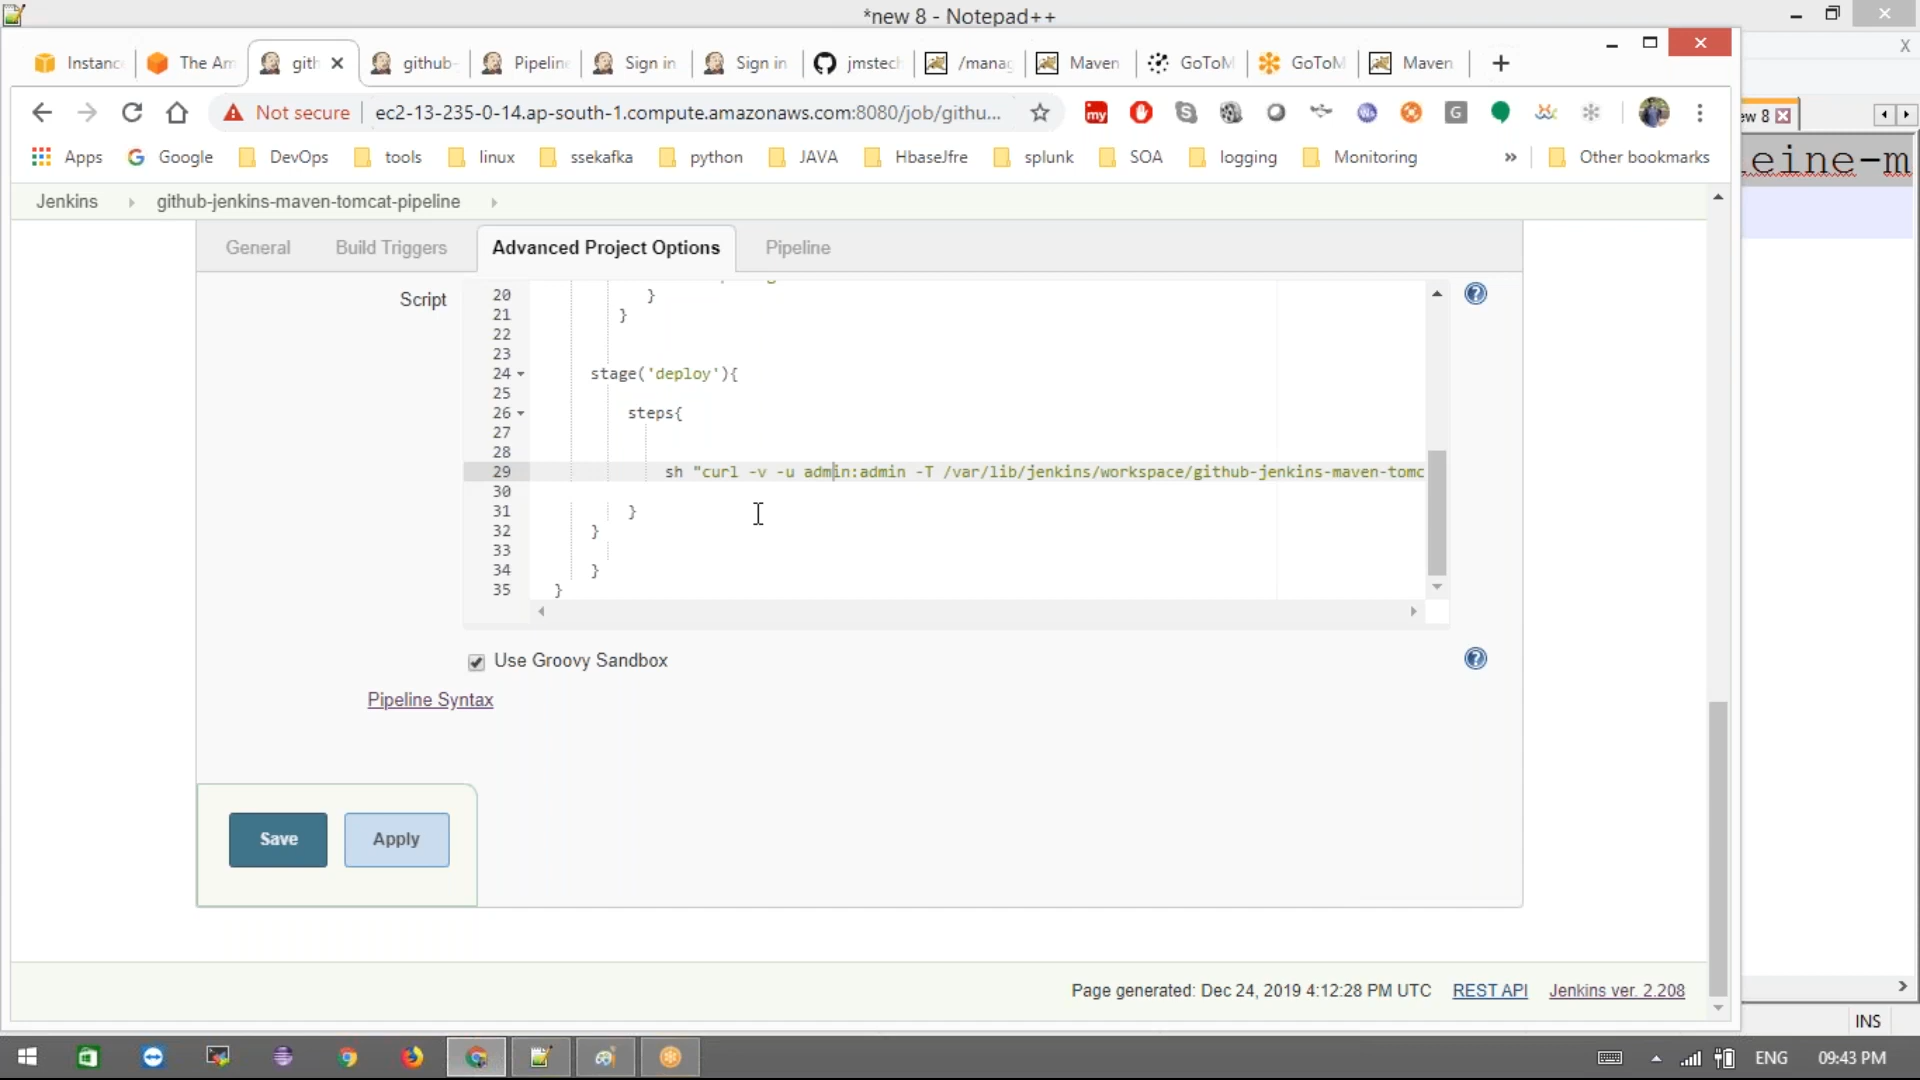 *new 8 - Notepad++
Instanc
The Am
gith
github-
Pipeline
Sign in
Sign in
jmstech
/manag
Maven
GoToM
GoToM
Maven
Not secure
ec2-13-235-0-14.ap-south-1.compute.amazonaws.com:8080/job/githu...
ew 8
Apps
Google
DevOps
tools
linux
ssekafka
python
JAVA
HbaseJfre
splunk
SOA
logging
Monitoring
»
Other bookmarks
eine-m
Jenkins
github-jenkins-maven-tomcat-pipeline
General
Build Triggers
Advanced Project Options
Pipeline
Script
20 }
21 }
22
23
24 stage('deploy'){
25
26 steps{
27
28
29 sh "curl -v -u admin:admin -T /var/lib/jenkins/workspace/github-jenkins-maven-tomc
30
31 }
32 }
33
34 }
35 }
Use Groovy Sandbox
Pipeline Syntax
Save
Apply
Page generated: Dec 24, 2019 4:12:28 PM UTC
REST API
Jenkins ver. 2.208
INS
ENG
09:43 PM